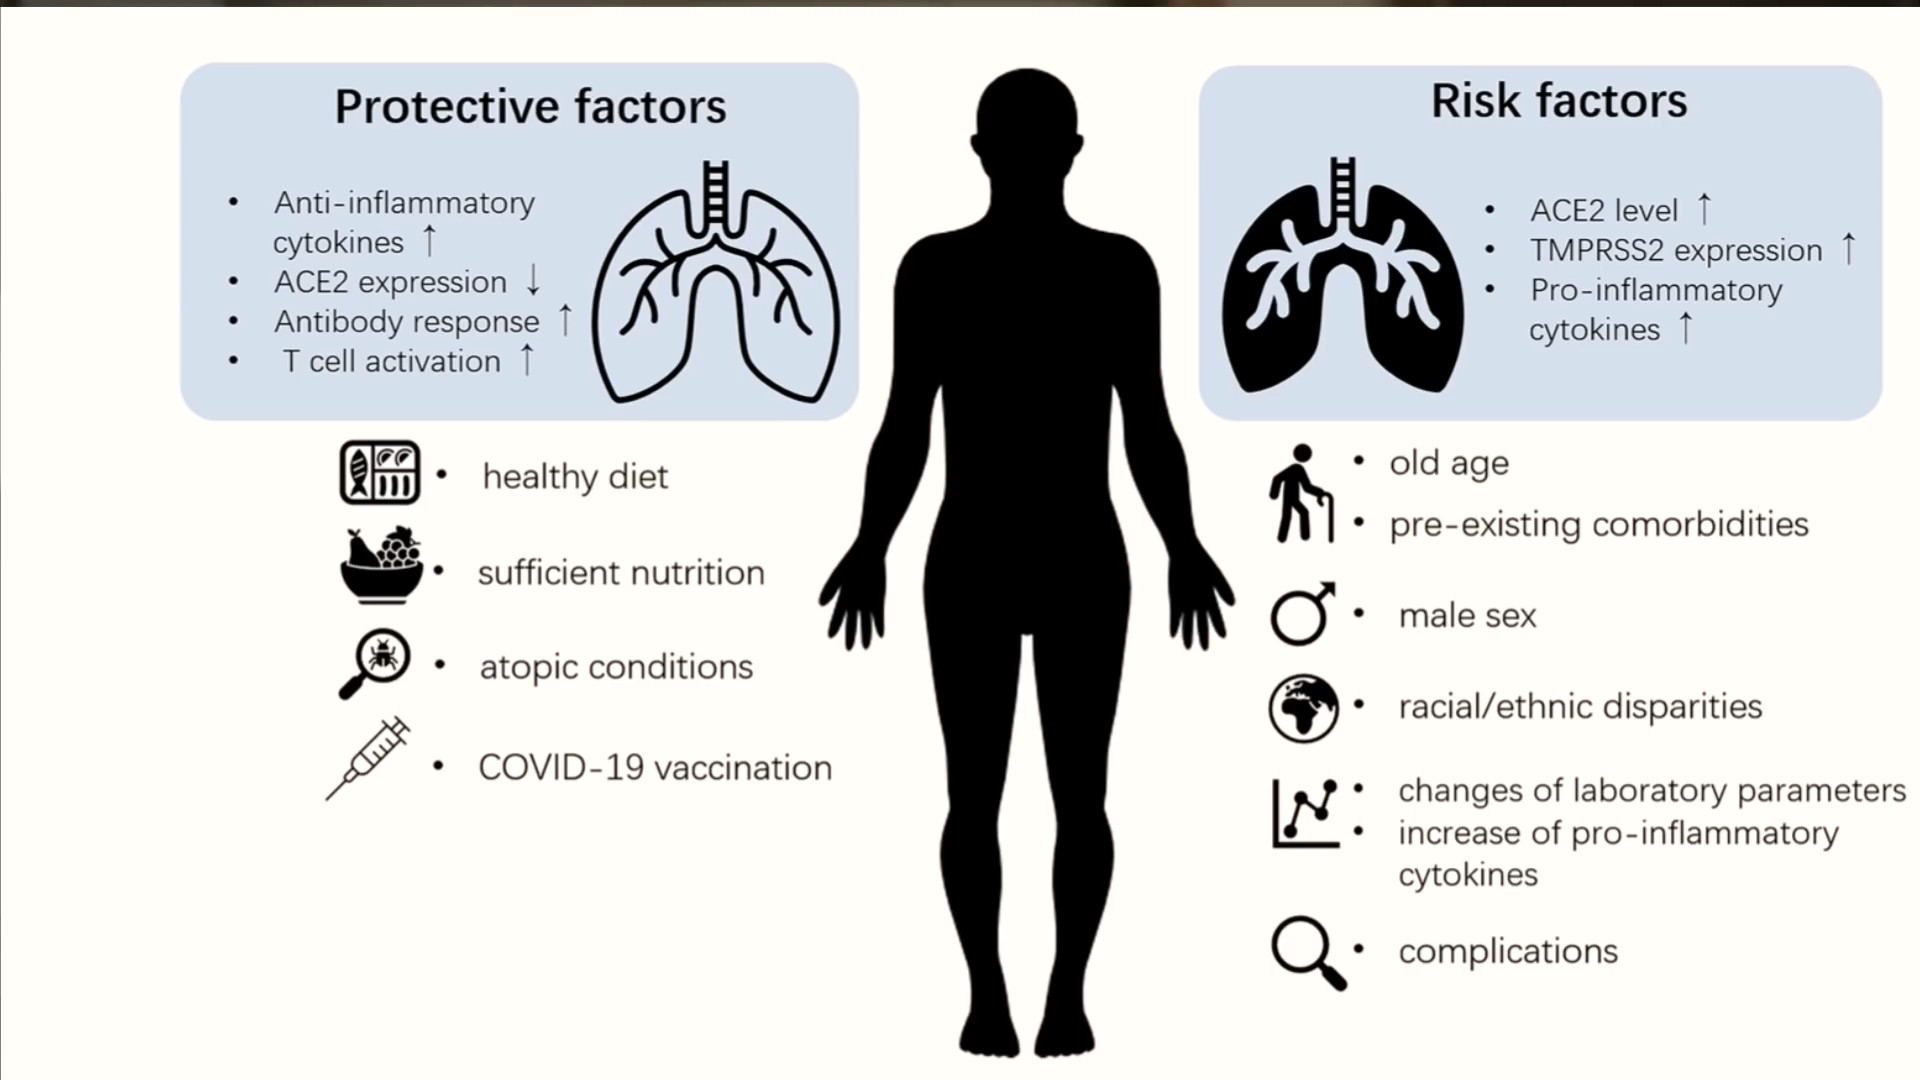 Protective factors
• Anti-inflammatory
cytokines ↑
• ACE2 expression ↓
• Antibody response ↑
• T cell activation ↑
• healthy diet
• sufficient nutrition
• atopic conditions
• COVID-19 vaccination
Risk factors
• ACE2 level ↑
• TMPRSS2 expression ↑
• Pro-inflammatory
cytokines ↑
• old age
• pre-existing comorbidities
• male sex
• racial/ethnic disparities
• changes of laboratory parameters
• increase of pro-inflammatory
cytokines
• complications